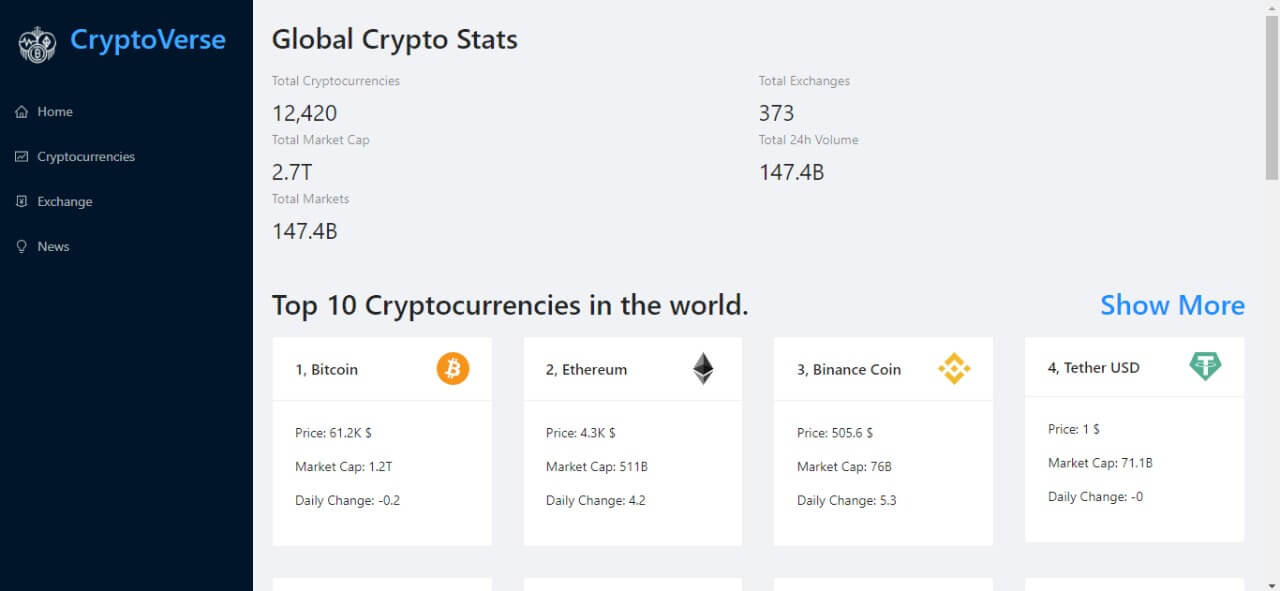 CryptoVerse
Home
Cryptocurrencies
Exchange
News
Global Crypto Stats
Total Cryptocurrencies
12,420
Total Exchanges
373
Total Market Cap
2.7T
Total 24h Volume
147.4B
Total Markets
147.4B
Top 10 Cryptocurrencies in the world.
Show More
1, Bitcoin
Price: 61.2K $
Market Cap: 1.2T
Daily Change: -0.2
2, Ethereum
Price: 4.3K $
Market Cap: 511B
Daily Change: 4.2
3, Binance Coin
Price: 505.6 $
Market Cap: 76B
Daily Change: 5.3
4, Tether USD
Price: 1 $
Market Cap: 71.1B
Daily Change: -0